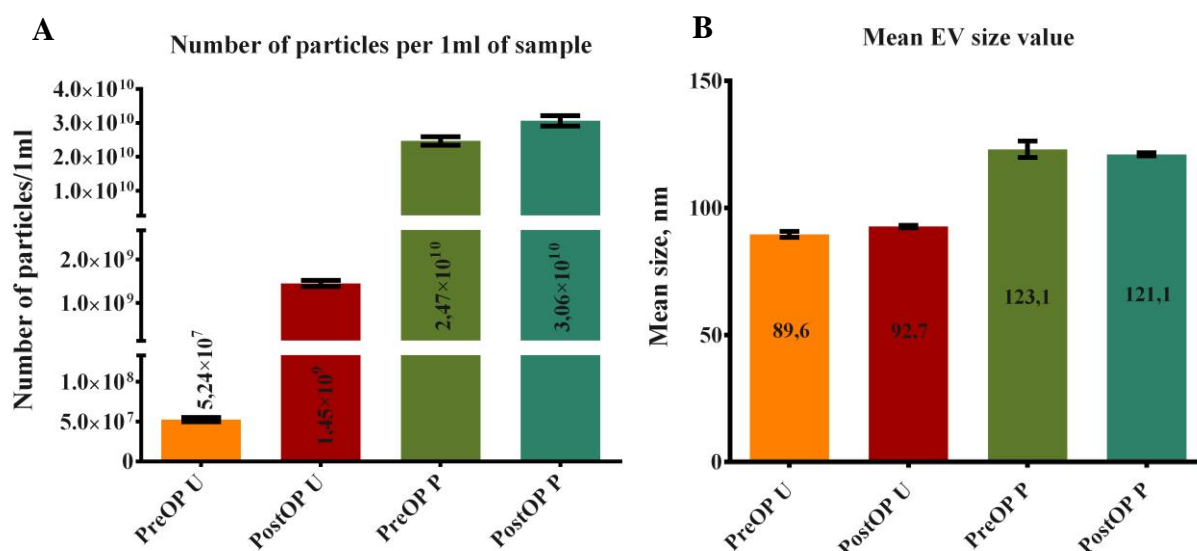 A
Number of particles per 1ml of sample
Number of particles/1ml
4.0×10¹⁰
3.0×10¹⁰
2.0×10¹⁰
1.0×10¹⁰
2.0×10⁹
1.0×10⁹
1.0×10⁸
5.0×10⁷
0
5,24×10⁷
1,45×10⁹
2,47×10¹⁰
3,06×10¹⁰
PreOP U
PostOP U
PreOP P
PostOP P
B
Mean EV size value
Mean size, nm
150
100
50
0
89,6
92,7
123,1
121,1
PreOP U
PostOP U
PreOP P
PostOP P